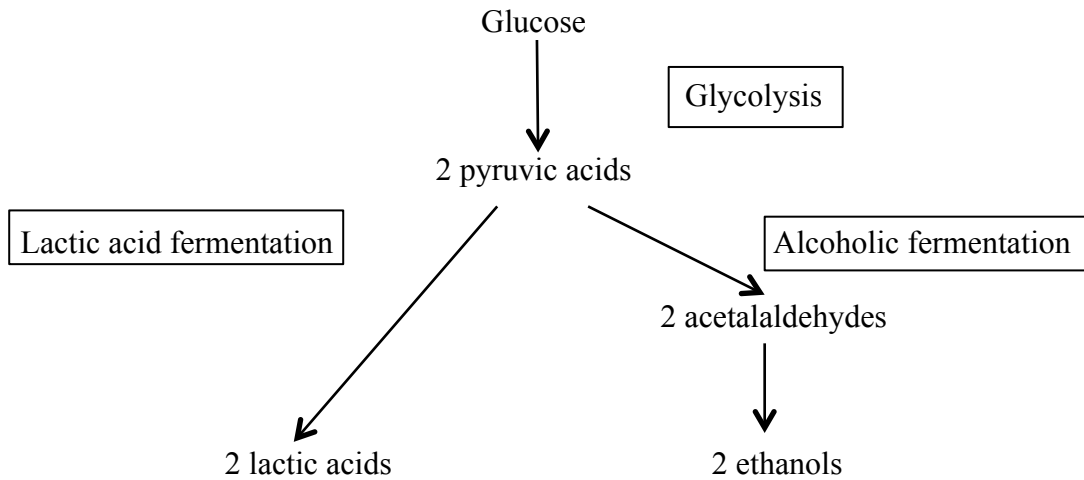 Glucose
Glycolysis
2 pyruvic acids
Lactic acid fermentation
Alcoholic fermentation
2 acetalaldehydes
2 lactic acids
2 ethanols